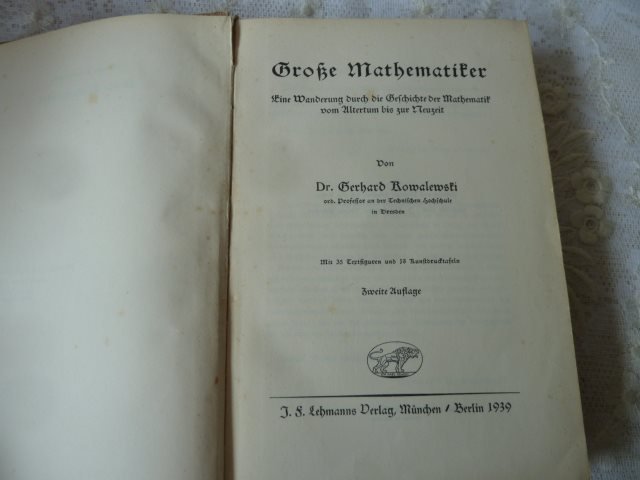 Große Mathematiker
Eine Wanderung durch die Geschichte der Mathematik
vom Altertum bis zur Neuzeit
Von
Dr. Gerhard Kowalewski
ord. Professor an der Technischen Hochschule
in Dresden
Mit 36 Textfiguren und 18 Kunstdrucktafeln
Zweite Auflage
J. F. Lehmanns Verlag, München / Berlin 1939